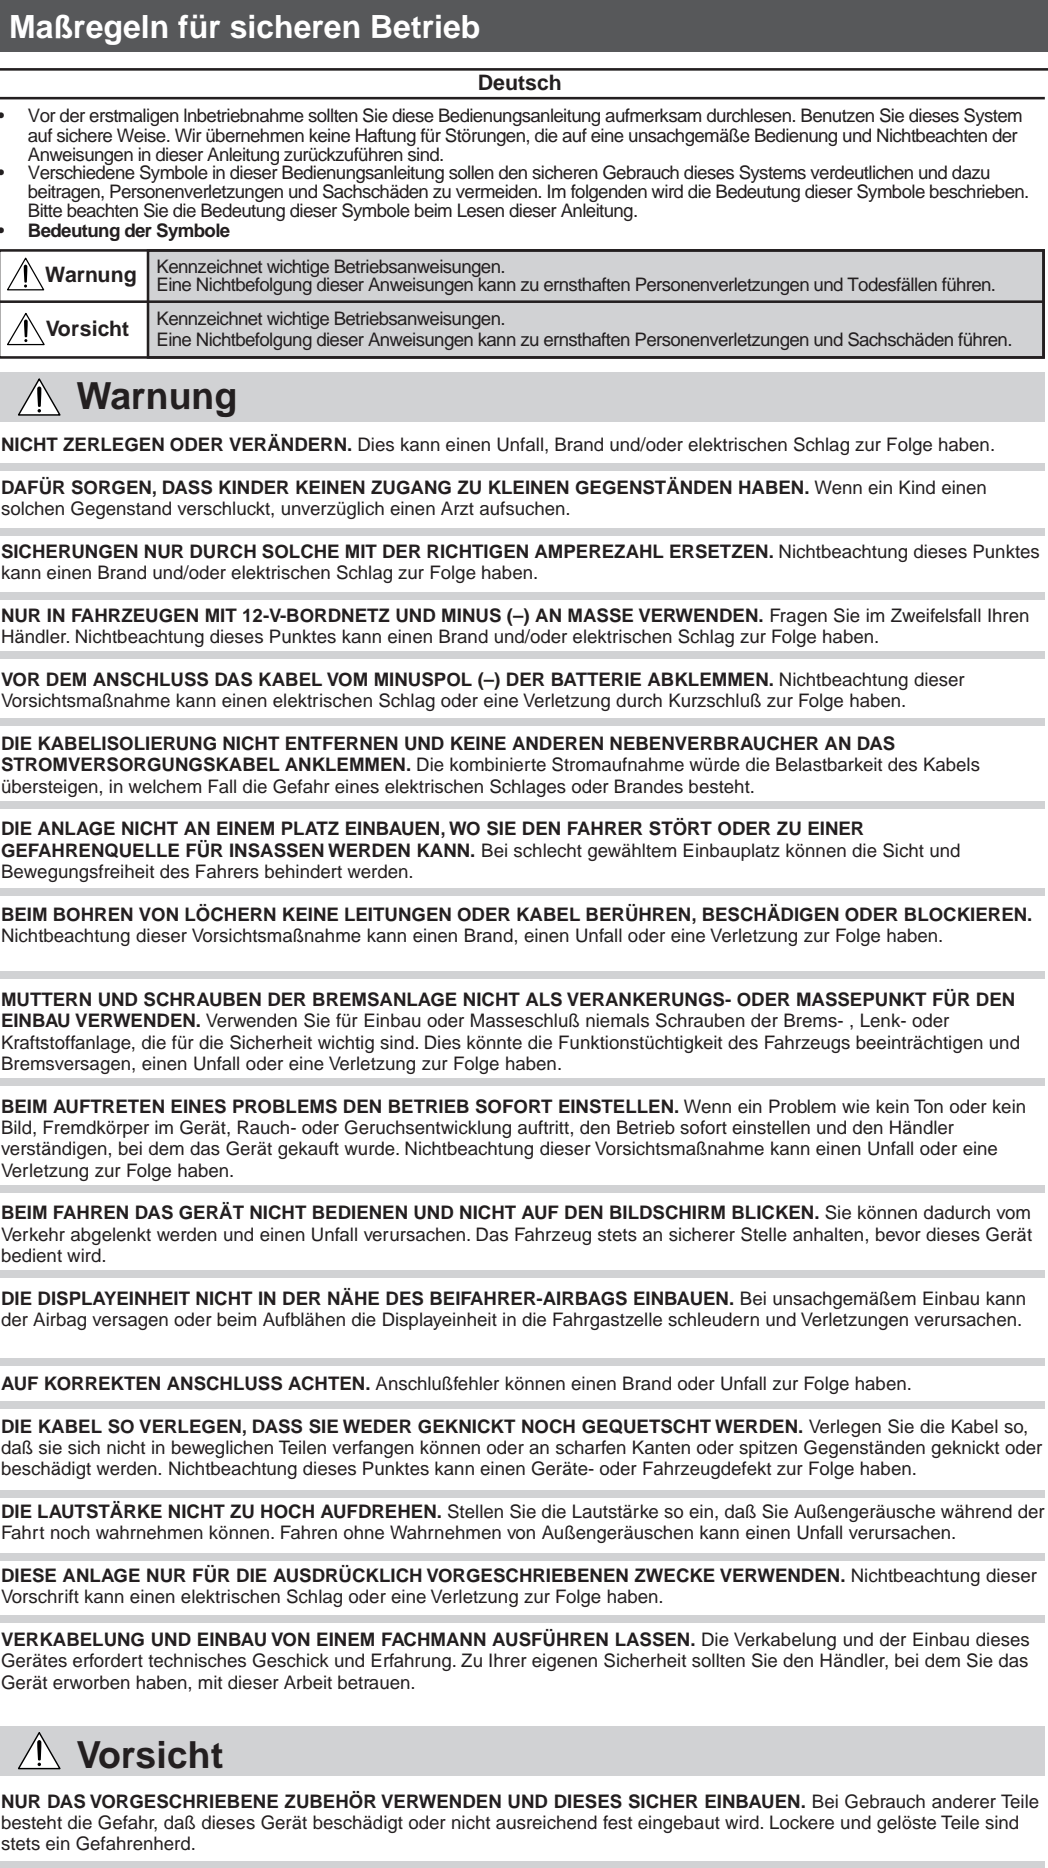 Maßregeln für sicheren Betrieb
Deutsch
• Vor der erstmaligen Inbetriebnahme sollten Sie diese Bedienungsanleitung aufmerksam durchlesen. Benutzen Sie dieses System
auf sichere Weise. Wir übernehmen keine Haftung für Störungen, die auf eine unsachgemäße Bedienung und Nichtbeachten der
Anweisungen in dieser Anleitung zurückzuführen sind.
• Verschiedene Symbole in dieser Bedienungsanleitung sollen den sicheren Gebrauch dieses Systems verdeutlichen und dazu
beitragen, Personenverletzungen und Sachschäden zu vermeiden. Im folgenden wird die Bedeutung dieser Symbole beschrieben.
Bitte beachten Sie die Bedeutung dieser Symbole beim Lesen dieser Anleitung.
• Bedeutung der Symbole
Warnung
Kennzeichnet wichtige Betriebsanweisungen.
Eine Nichtbefolgung dieser Anweisungen kann zu ernsthaften Personenverletzungen und Todesfällen führen.
Vorsicht
Kennzeichnet wichtige Betriebsanweisungen.
Eine Nichtbefolgung dieser Anweisungen kann zu ernsthaften Personenverletzungen und Sachschäden führen.
Warnung
NICHT ZERLEGEN ODER VERÄNDERN. Dies kann einen Unfall, Brand und/oder elektrischen Schlag zur Folge haben.
DAFÜR SORGEN, DASS KINDER KEINEN ZUGANG ZU KLEINEN GEGENSTÄNDEN HABEN. Wenn ein Kind einen
solchen Gegenstand verschluckt, unverzüglich einen Arzt aufsuchen.
SICHERUNGEN NUR DURCH SOLCHE MIT DER RICHTIGEN AMPEREZAHL ERSETZEN. Nichtbeachtung dieses Punktes
kann einen Brand und/oder elektrischen Schlag zur Folge haben.
NUR IN FAHRZEUGEN MIT 12-V-BORDNETZ UND MINUS (–) AN MASSE VERWENDEN. Fragen Sie im Zweifelsfall Ihren
Händler. Nichtbeachtung dieses Punktes kann einen Brand und/oder elektrischen Schlag zur Folge haben.
VOR DEM ANSCHLUSS DAS KABEL VOM MINUSPOL (–) DER BATTERIE ABKLEMMEN. Nichtbeachtung dieser
Vorsichtsmaßnahme kann einen elektrischen Schlag oder eine Verletzung durch Kurzschluß zur Folge haben.
DIE KABELISOLIERUNG NICHT ENTFERNEN UND KEINE ANDEREN NEBENVERBRAUCHER AN DAS
STROMVERSORGUNGSKABEL ANKLEMMEN. Die kombinierte Stromaufnahme würde die Belastbarkeit des Kabels
übersteigen, in welchem Fall die Gefahr eines elektrischen Schlages oder Brandes besteht.
DIE ANLAGE NICHT AN EINEM PLATZ EINBAUEN, WO SIE DEN FAHRER STÖRT ODER ZU EINER
GEFAHRENQUELLE FÜR INSASSEN WERDEN KANN. Bei schlecht gewähltem Einbauplatz können die Sicht und
Bewegungsfreiheit des Fahrers behindert werden.
BEIM BOHREN VON LÖCHERN KEINE LEITUNGEN ODER KABEL BERÜHREN, BESCHÄDIGEN ODER BLOCKIEREN.
Nichtbeachtung dieser Vorsichtsmaßnahme kann einen Brand, einen Unfall oder eine Verletzung zur Folge haben.
MUTTERN UND SCHRAUBEN DER BREMSANLAGE NICHT ALS VERANKERUNGS- ODER MASSEPUNKT FÜR DEN
EINBAU VERWENDEN. Verwenden Sie für Einbau oder Masseschluß niemals Schrauben der Brems- , Lenk- oder
Kraftstoffanlage, die für die Sicherheit wichtig sind. Dies könnte die Funktionstüchtigkeit des Fahrzeugs beeinträchtigen und
Bremsversagen, einen Unfall oder eine Verletzung zur Folge haben.
BEIM AUFTRETEN EINES PROBLEMS DEN BETRIEB SOFORT EINSTELLEN. Wenn ein Problem wie kein Ton oder kein
Bild, Fremdkörper im Gerät, Rauch- oder Geruchsentwicklung auftritt, den Betrieb sofort einstellen und den Händler
verständigen, bei dem das Gerät gekauft wurde. Nichtbeachtung dieser Vorsichtsmaßnahme kann einen Unfall oder eine
Verletzung zur Folge haben.
BEIM FAHREN DAS GERÄT NICHT BEDIENEN UND NICHT AUF DEN BILDSCHIRM BLICKEN. Sie können dadurch vom
Verkehr abgelenkt werden und einen Unfall verursachen. Das Fahrzeug stets an sicherer Stelle anhalten, bevor dieses Gerät
bedient wird.
DIE DISPLAYEINHEIT NICHT IN DER NÄHE DES BEIFAHRER-AIRBAGS EINBAUEN. Bei unsachgemäßem Einbau kann
der Airbag versagen oder beim Aufblähen die Displayeinheit in die Fahrgastzelle schleudern und Verletzungen verursachen.
AUF KORREKTEN ANSCHLUSS ACHTEN. Anschlußfehler können einen Brand oder Unfall zur Folge haben.
DIE KABEL SO VERLEGEN, DASS SIE WEDER GEKNICKT NOCH GEQUETSCHT WERDEN. Verlegen Sie die Kabel so,
daß sie sich nicht in beweglichen Teilen verfangen können oder an scharfen Kanten oder spitzen Gegenständen geknickt oder
beschädigt werden. Nichtbeachtung dieses Punktes kann einen Geräte- oder Fahrzeugdefekt zur Folge haben.
DIE LAUTSTÄRKE NICHT ZU HOCH AUFDREHEN. Stellen Sie die Lautstärke so ein, daß Sie Außengeräusche während der
Fahrt noch wahrnehmen können. Fahren ohne Wahrnehmen von Außengeräuschen kann einen Unfall verursachen.
DIESE ANLAGE NUR FÜR DIE AUSDRÜCKLICH VORGESCHRIEBENEN ZWECKE VERWENDEN. Nichtbeachtung dieser
Vorschrift kann einen elektrischen Schlag oder eine Verletzung zur Folge haben.
VERKABELUNG UND EINBAU VON EINEM FACHMANN AUSFÜHREN LASSEN. Die Verkabelung und der Einbau dieses
Gerätes erfordert technisches Geschick und Erfahrung. Zu Ihrer eigenen Sicherheit sollten Sie den Händler, bei dem Sie das
Gerät erworben haben, mit dieser Arbeit betrauen.
Vorsicht
NUR DAS VORGESCHRIEBENE ZUBEHÖR VERWENDEN UND DIESES SICHER EINBAUEN. Bei Gebrauch anderer Teile
besteht die Gefahr, daß dieses Gerät beschädigt oder nicht ausreichend fest eingebaut wird. Lockere und gelöste Teile sind
stets ein Gefahrenherd.